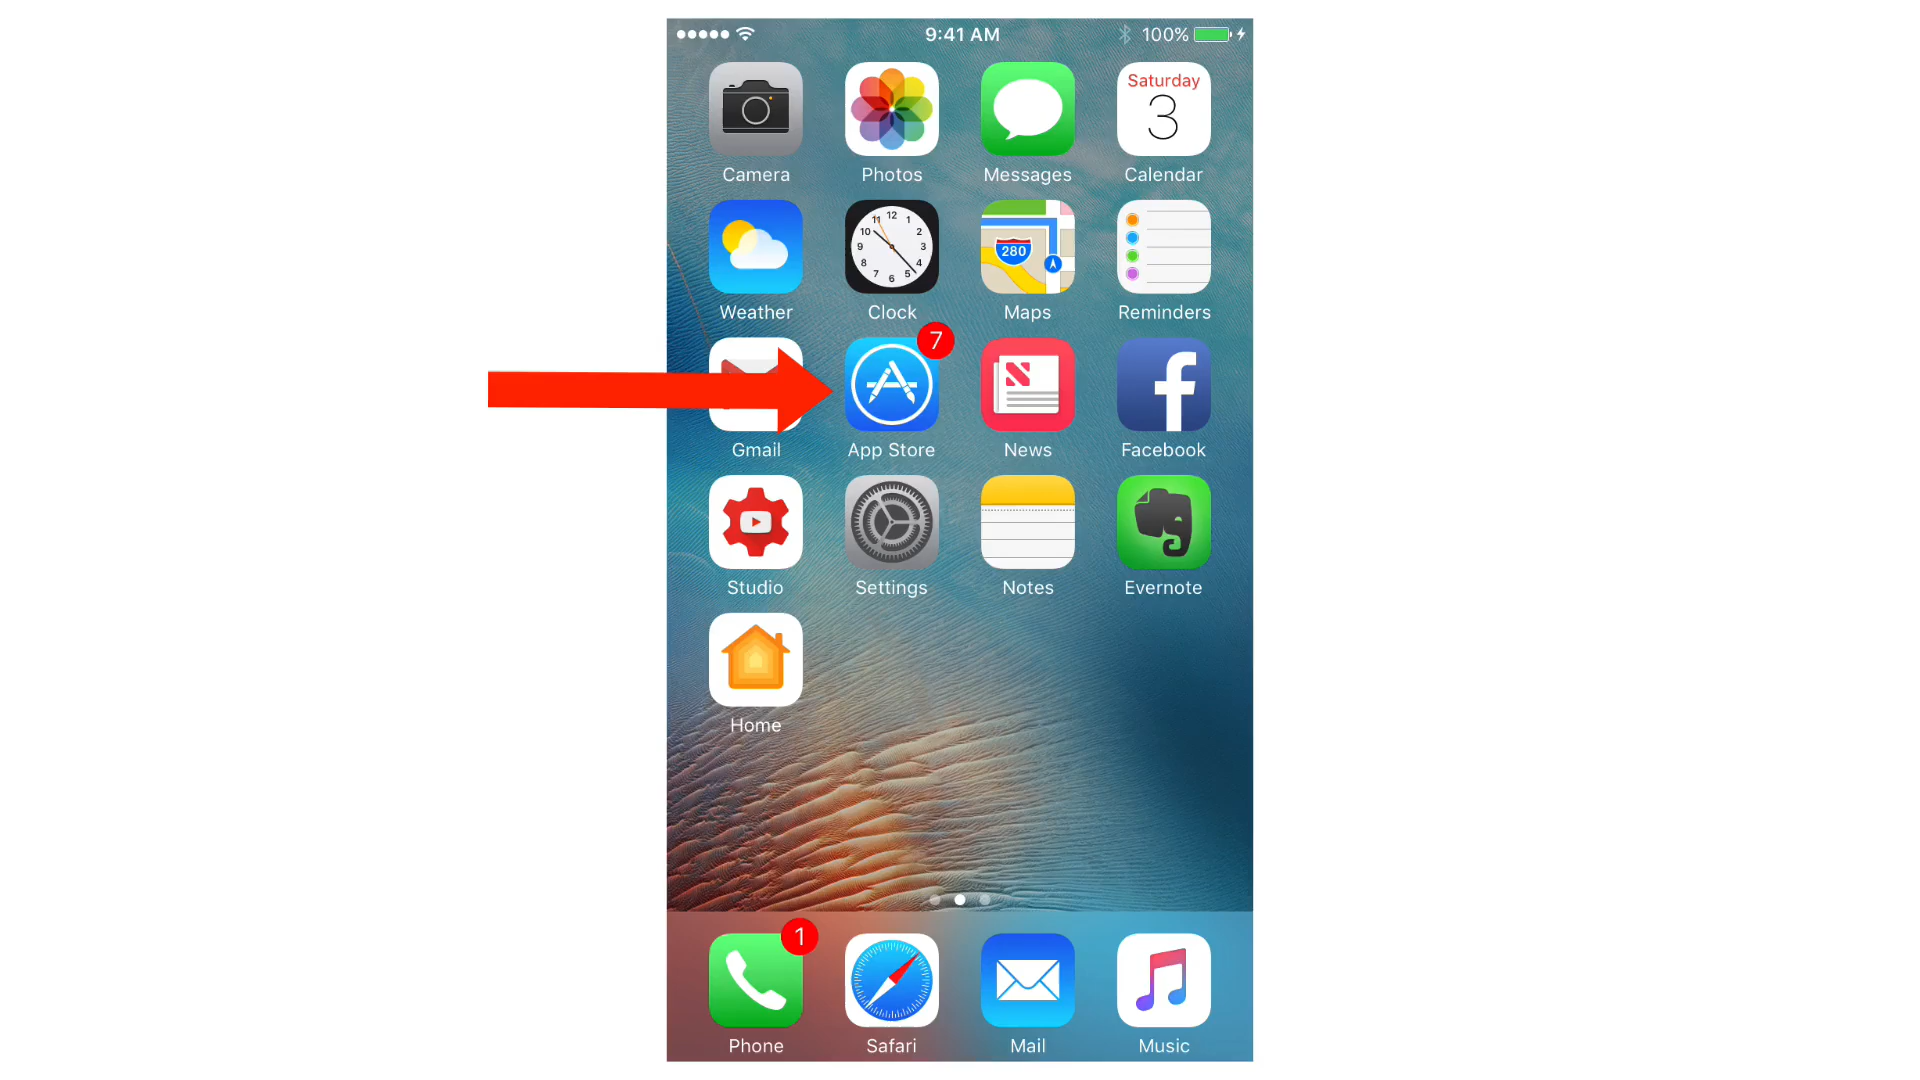 9:41 AM
100%
Saturday
3
Camera
Photos
Messages
Calendar
11 12 1
10 2
9 3
8 4
7 6 5
280
Weather
Clock
Maps
Reminders
7
Gmail
App Store
News
Facebook
Studio
Settings
Notes
Evernote
Home
1
Phone
Safari
Mail
Music